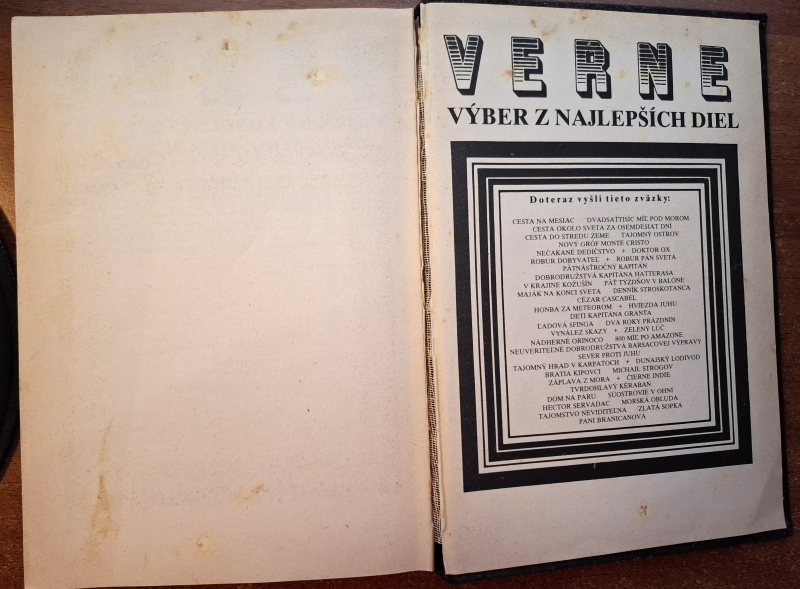 VERNE
VÝBER Z NAJLEPŠÍCH DIEL
Doteraz vyšli tieto zväzky:
CESTA NA MESIAC DVADSAŤTISÍC MÍĽ POD MOROM
CESTA OKOLO SVETA ZA OSEMDESIAT DNÍ
CESTA DO STREDU ZEME TAJOMNÝ OSTROV
NOVÝ GRÓF MONTE CRISTO
NEČAKANÉ DEDIČSTVO + DOKTOR OX
ROBUR DOBYVATEĽ + ROBUR PÁN SVETA
PÄTNÁSŤROČNÝ KAPITÁN
DOBRODRUŽSTVÁ KAPITÁNA HATTERASA
V KRAJINE KOŽUŠÍN PÄŤ TÝŽDŇOV V BALÓNE
MAJÁK NA KONCI SVETA DENNÍK STROSKOTANCA
CÉZAR CASCABEL
HONBA ZA METEOROM + HVIEZDA JUHU
DETI KAPITÁNA GRANTA
ĽADOVÁ SFINGA DVA ROKY PRÁZDNIN
VYNÁLEZ SKAZY + ZELENÝ LÚČ
NÁDHERNÉ ORINOCO 800 MÍĽ PO AMAZONE
NEUVERITEĽNÉ DOBRODRUŽSTVÁ BARSACOVEJ VÝPRAVY
SEVER PROTI JUHU
TAJOMNÝ HRAD V KARPATOCH + DUNAJSKÝ LODIVOD
BRATIA KIPOVCI MICHAIL STROGOV
ZÁPLAVA Z MORA + ČIERNE INDIE
TVRDOHLAVÝ KÉRABAN
DOM NA PARU SÚOSTROVIE V OHNI
HECTOR SERVADAC MORSKÁ OBLUDA
TAJOMSTVO NEVIDITEĽNA ZLATÁ SOPKA
PANI BRANICANOVÁ